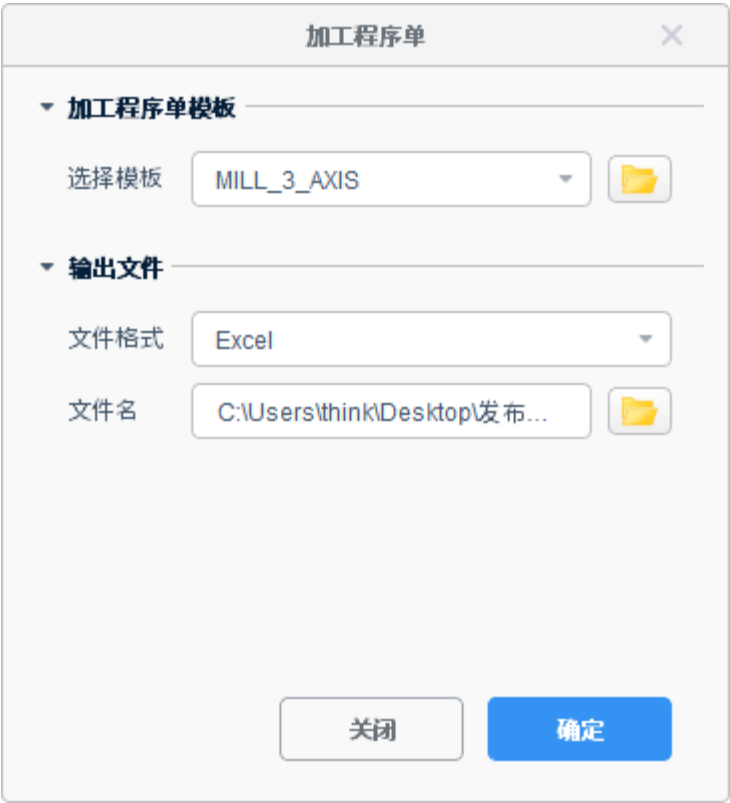 加工程序单
加工程序单模板
选择模板 MILL_3_AXIS
输出文件
文件格式 Excel
文件名 C:\Users\think\Desktop\发布...
关闭 确定